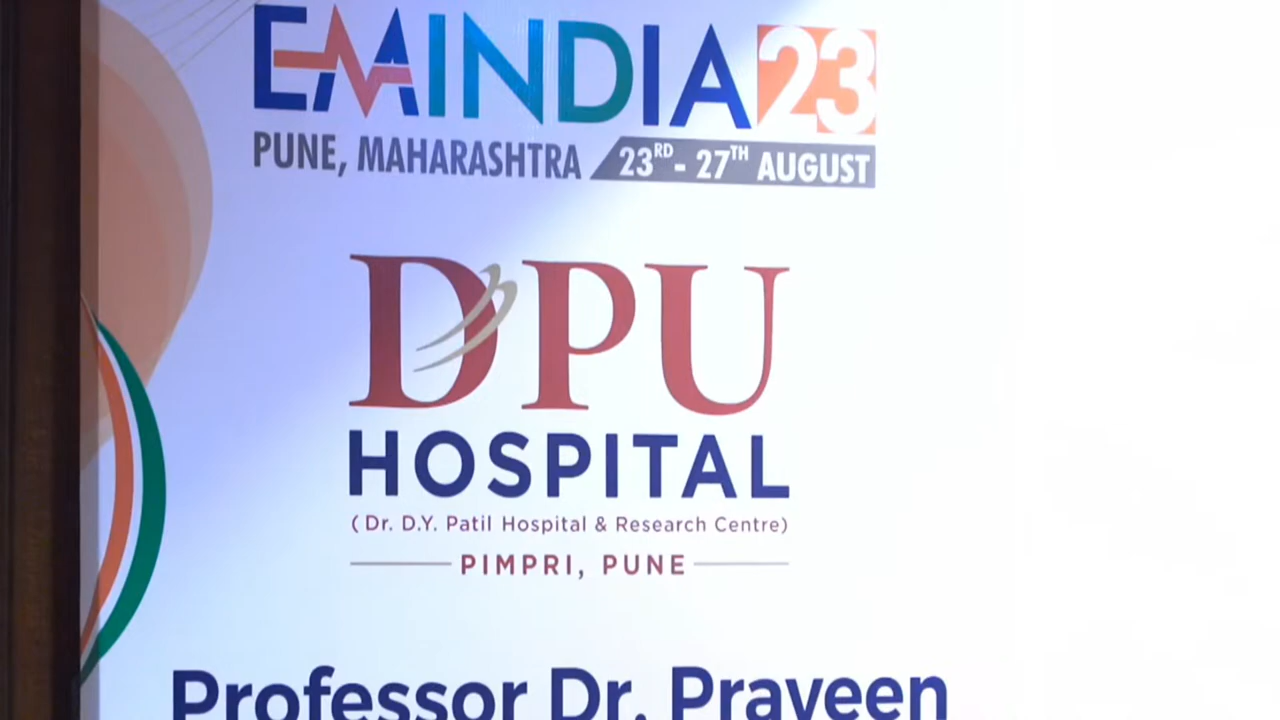 EMINDIA23
PUNE, MAHARASHTRA 23RD - 27TH AUGUST
DPU
HOSPITAL
(Dr. D.Y. Patil Hospital & Research Centre)
PIMPRI, PUNE
Professor Dr. Praveen